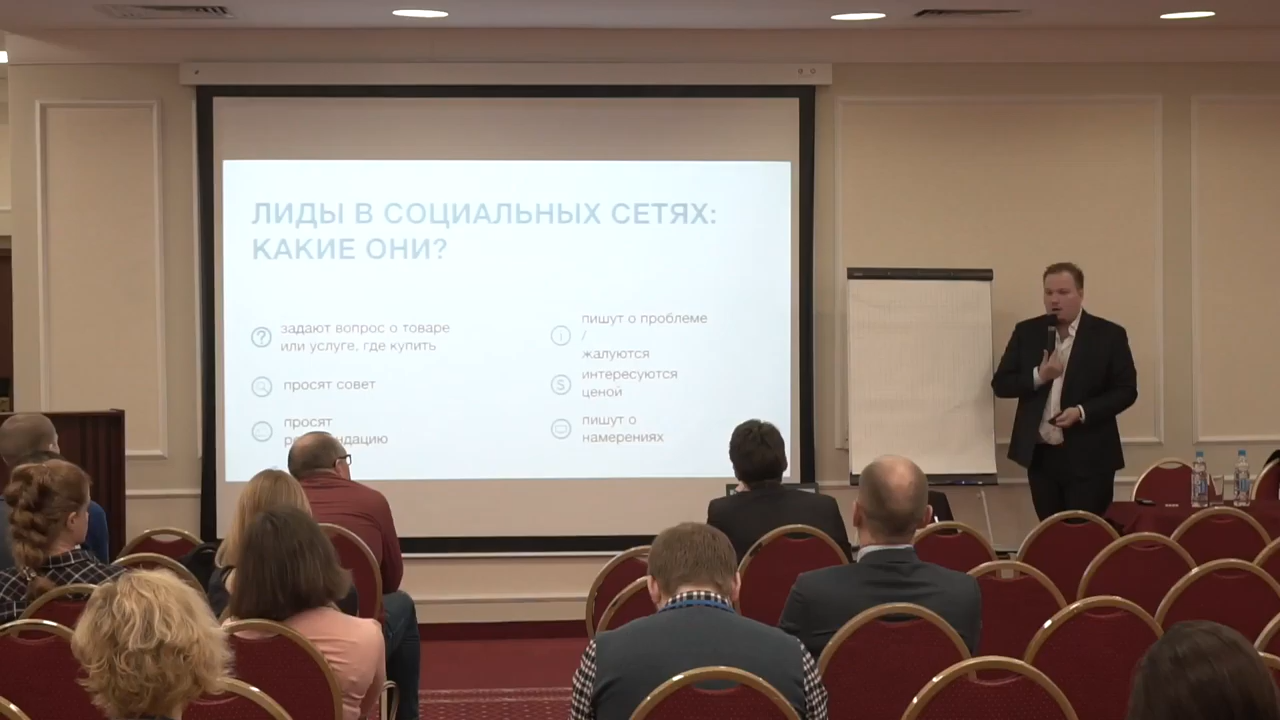 ЛИДЫ В СОЦИАЛЬНЫХ СЕТЯХ:
КАКИЕ ОНИ?
задают вопрос о товаре
или услуге, где купить
просят совет
просят
пишут о проблеме
/
жалуются
интересуются
ценой
пишут о
намерениях